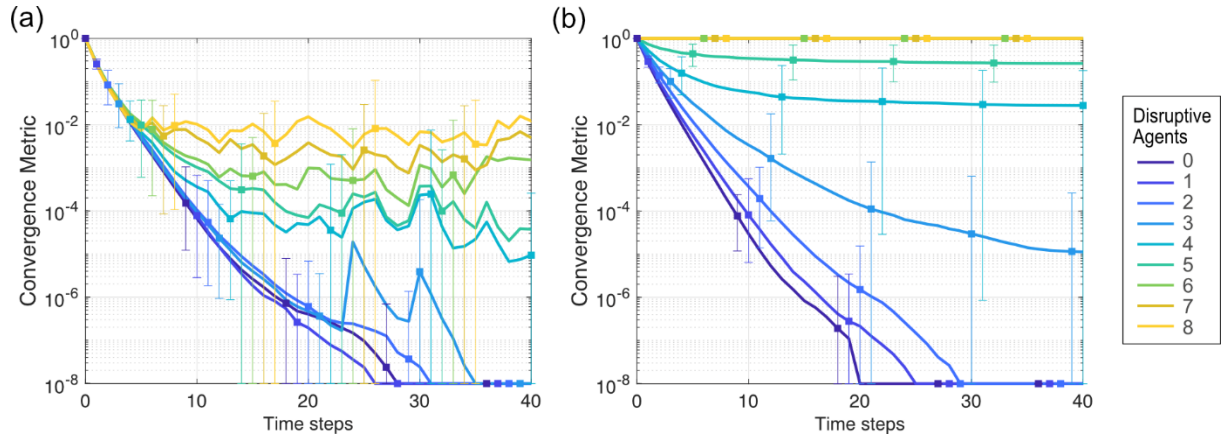 (a)
(b)
Convergence Metric
10^0
10^-2
10^-4
10^-6
10^-8
0 10 20 30 40
Time steps
Convergence Metric
10^0
10^-2
10^-4
10^-6
10^-8
0 10 20 30 40
Time steps
Disruptive
Agents
0
1
2
3
4
5
6
7
8